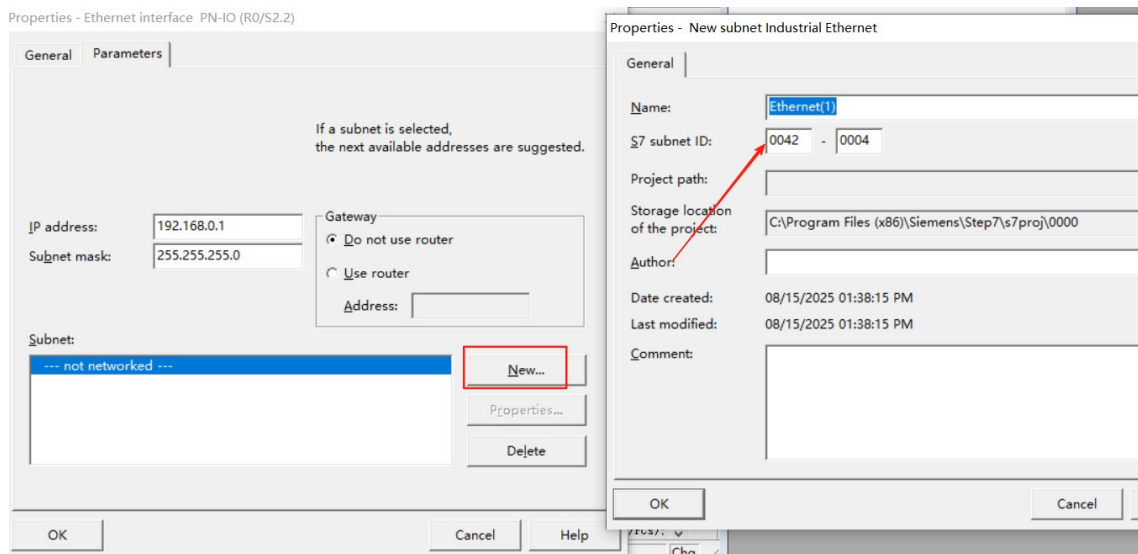 Properties - Ethernet interface PN-IO (R0/S2.2)
General
Parameters
If a subnet is selected,
the next available addresses are suggested.
IP address:
192.168.0.1
Subnet mask:
255.255.255.0
Gateway
Do not use router
Use router
Address:
Subnet:
--- not networked ---
New...
Properties...
Delete
OK
Cancel
Help
Properties - New subnet Industrial Ethernet
General
Name:
Ethernet(1)
S7 subnet ID:
0042 - 0004
Project path:
Storage location
of the project:
C:\Program Files (x86)\Siemens\Step7\s7proj\0000
Author:
Date created:
08/15/2025 01:38:15 PM
Last modified:
08/15/2025 01:38:15 PM
Comment:
OK
Cancel
Chg